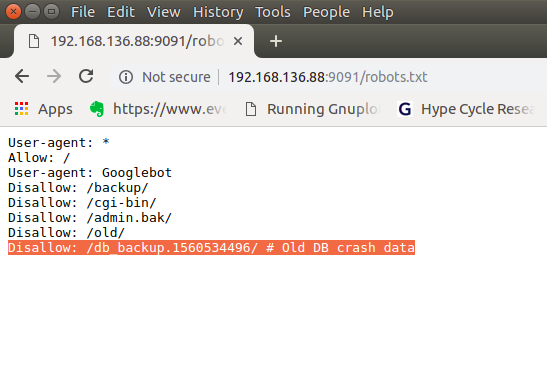 File Edit View History Tools People Help
192.168.136.88:9091/robo
Not secure 192.168.136.88:9091/robots.txt
Apps https://www.eve Running Gnuplo G Hype Cycle Resea
User-agent: *
Allow: /
User-agent: Googlebot
Disallow: /backup/
Disallow: /cgi-bin/
Disallow: /admin.bak/
Disallow: /old/
Disallow: /db_backup.1560534496/ # Old DB crash data